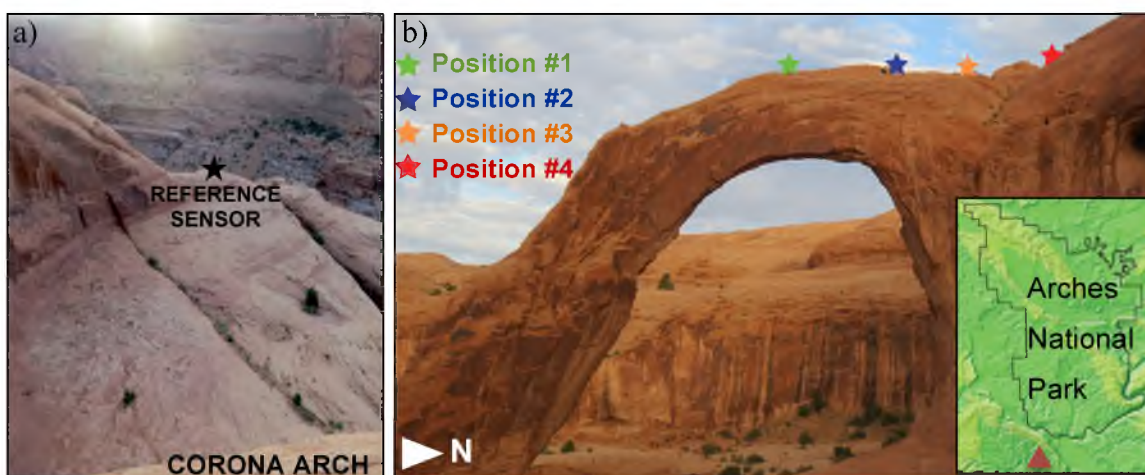 a)
REFERENCE
SENSOR
CORONA ARCH
b)
Position #1
Position #2
Position #3
Position #4
N
Arches
National
Park